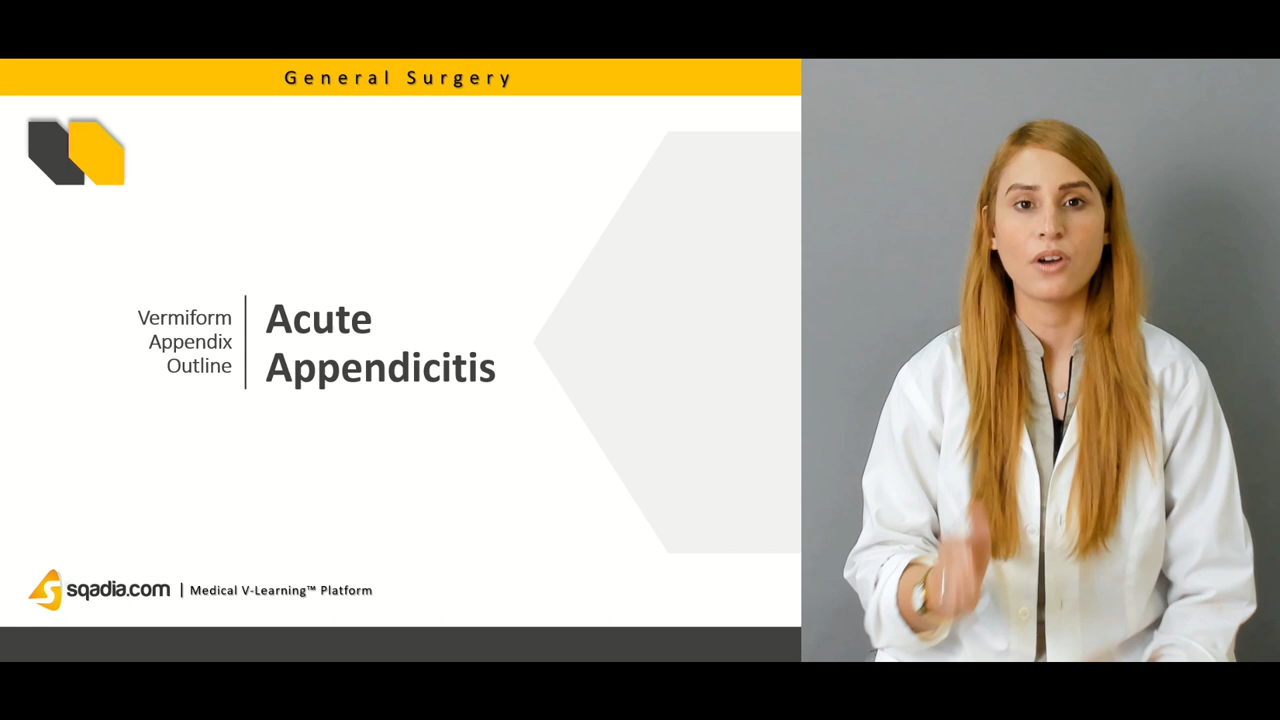 General Surgery
Vermiform
Appendix
Outline
Acute
Appendicitis
sqadia.com | Medical V-Learning™ Platform